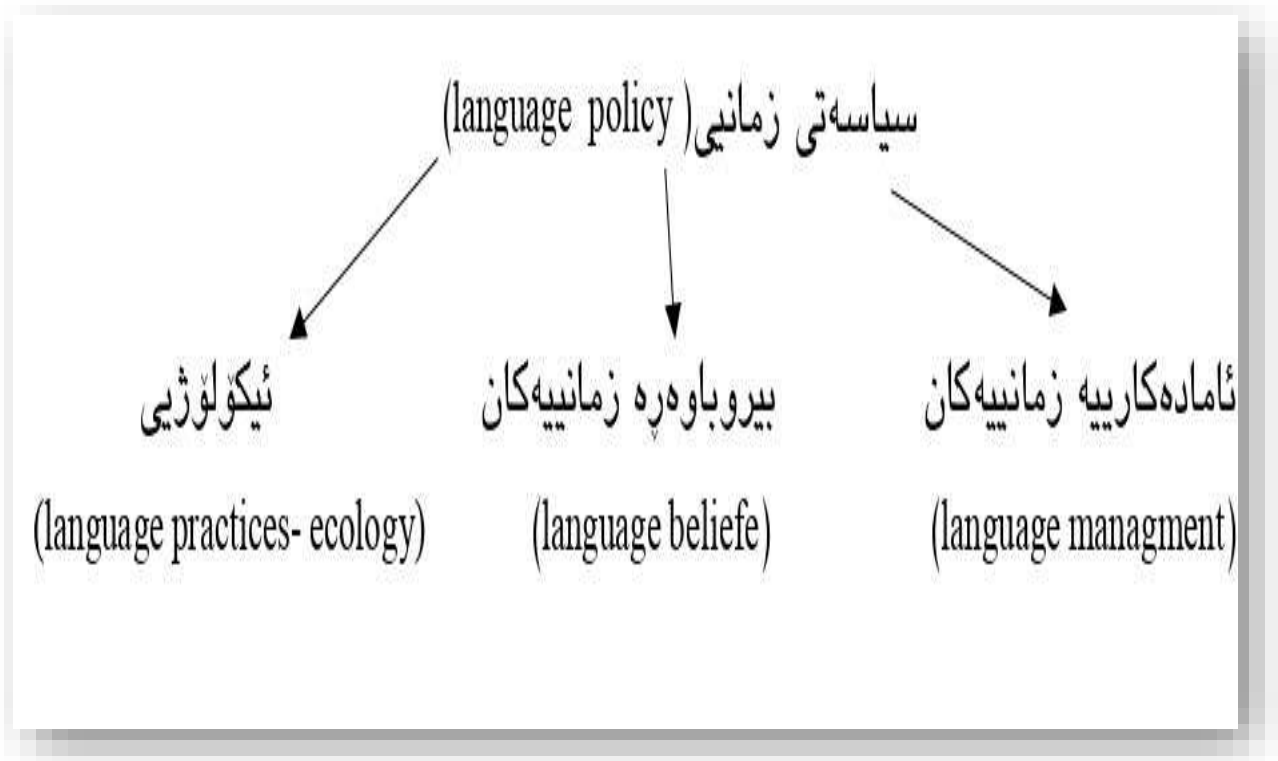 سیاسەتی زمانیی(language policy)
ئامادەکارییە زمانییەکان بیروباوەڕە زمانییەکان ئیکۆلۆژیی
(language managment) (language beliefe) (language practices- ecology)